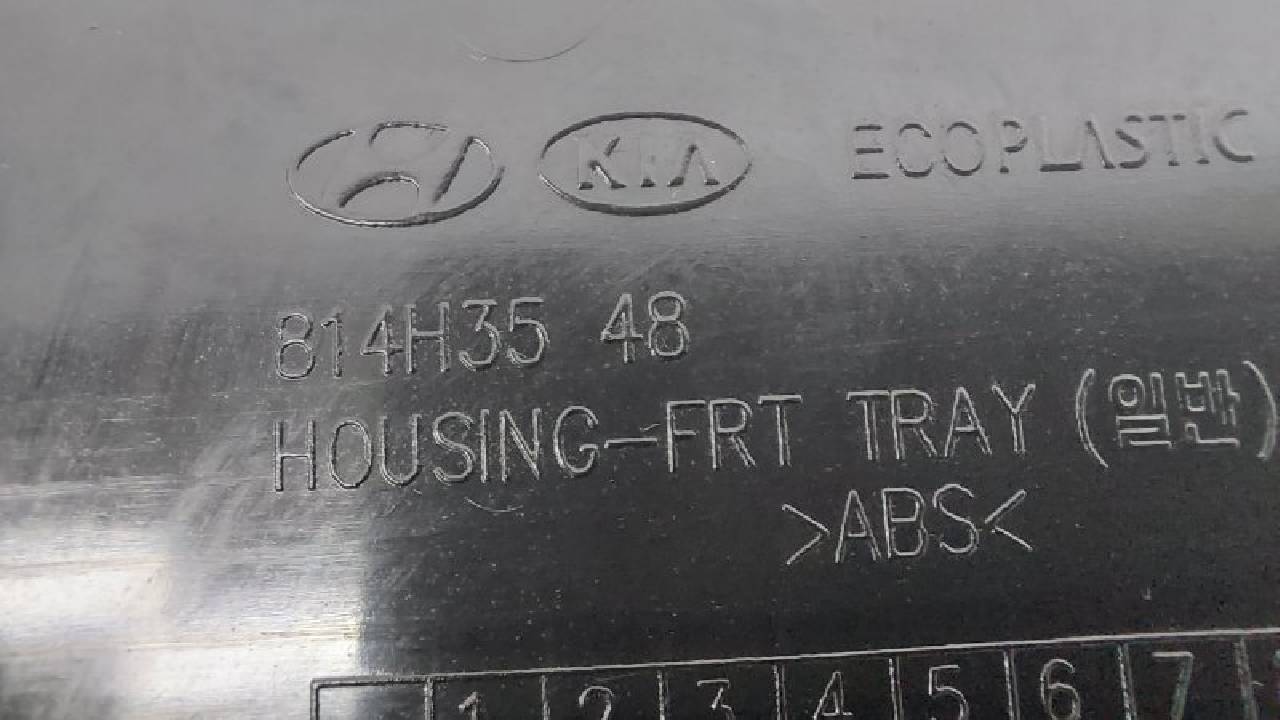 KIA ECOPLASTIC
814H35 48
HOUSING-FRT TRAY (일반)
>ABS<
1 2 3 4 5 6 7